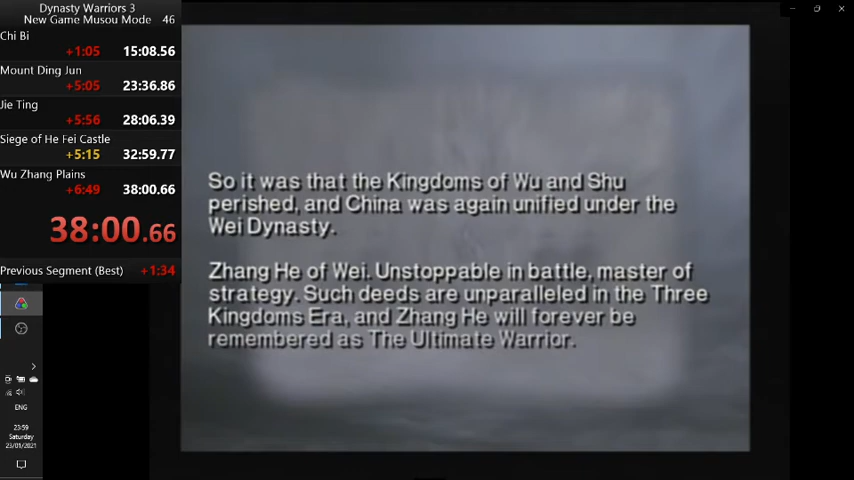 Dynasty Warriors 3
New Game Musou Mode 46
Chi Bi
+1:05 15:08.56
Mount Ding Jun
+5:05 23:36.86
Jie Ting
+5:56 28:06.39
Siege of He Fei Castle
+5:15 32:59.77
Wu Zhang Plains
+6:49 38:00.66
38:00.66
Previous Segment (Best) +1:34
ENG
23:59
Saturday
23/01/2021
So it was that the Kingdoms of Wu and Shu
perished, and China was again unified under the
Wei Dynasty.
Zhang He of Wei. Unstoppable in battle, master of
strategy. Such deeds are unparalleled in the Three
Kingdoms Era, and Zhang He will forever be
remembered as The Ultimate Warrior.